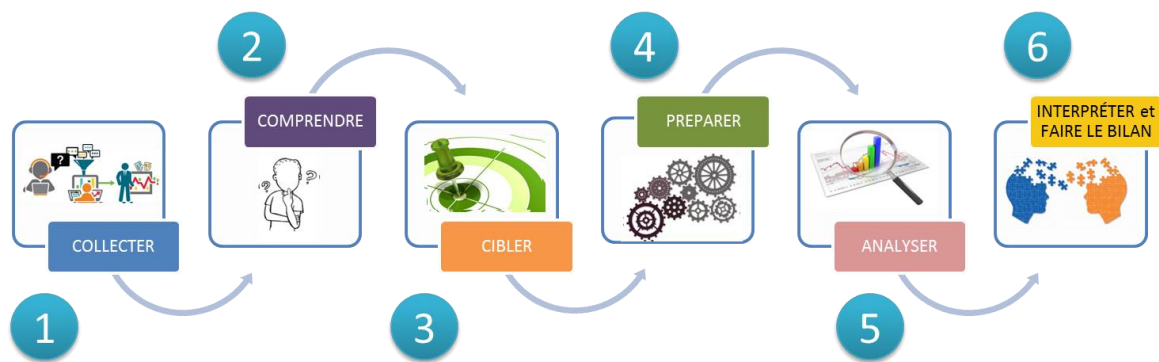 1
COLLECTER
2
COMPRENDRE
3
CIBLER
4
PREPARER
5
ANALYSER
6
INTERPRÉTER et
FAIRE LE BILAN
?
? ?